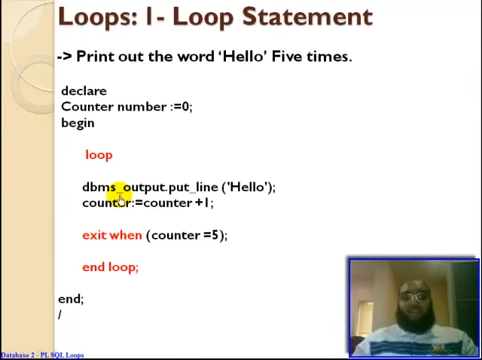 Loops: 1- Loop Statement
-> Print out the word ‘Hello’ Five times.
declare
Counter number :=0;
begin
loop
dbms_output.put_line ('Hello');
counter:=counter +1;
exit when (counter =5);
end loop;
end;
/
Database 2 - PL SQL Loops